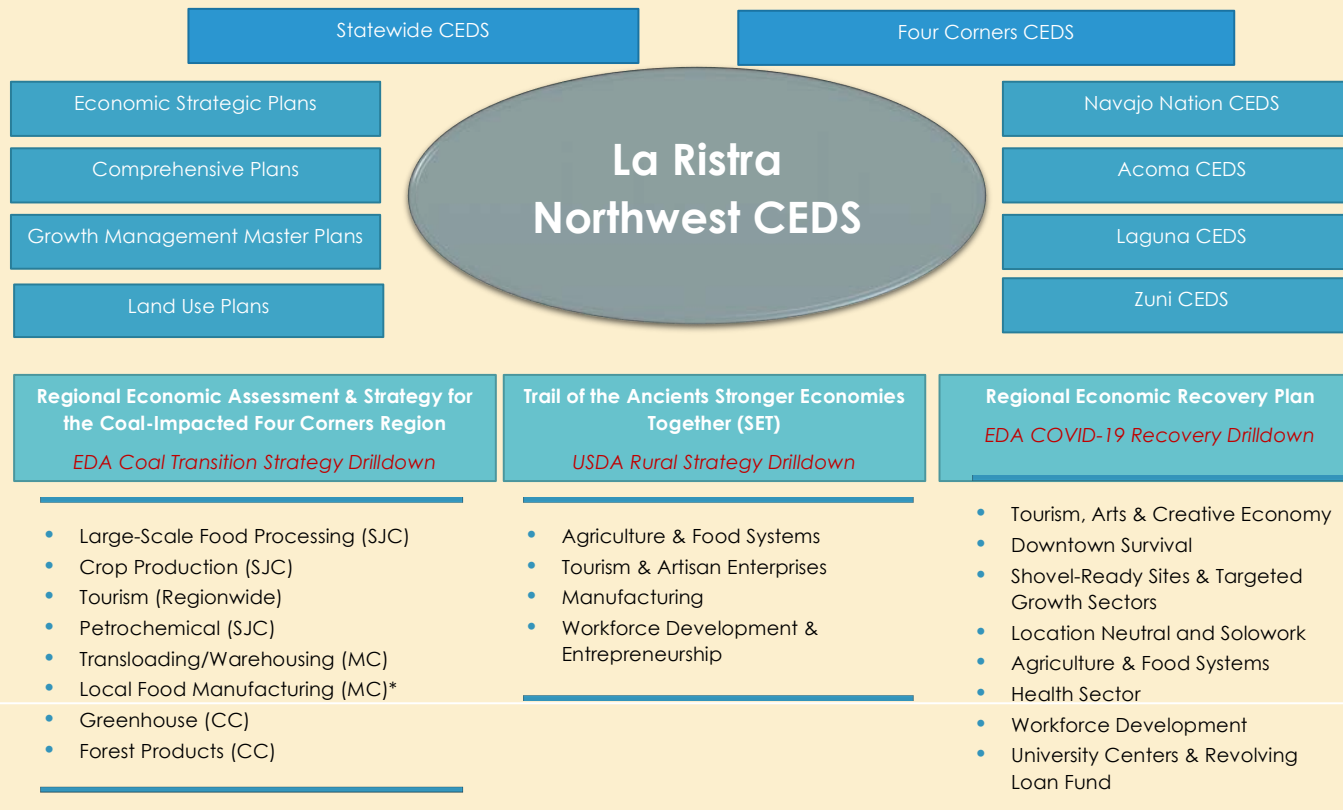 Statewide CEDS
Four Corners CEDS
Economic Strategic Plans
Comprehensive Plans
Growth Management Master Plans
Land Use Plans
La Ristra
Northwest CEDS
Navajo Nation CEDS
Acoma CEDS
Laguna CEDS
Zuni CEDS
Regional Economic Assessment & Strategy for
the Coal-Impacted Four Corners Region
EDA Coal Transition Strategy Drilldown
• Large-Scale Food Processing (SJC)
• Crop Production (SJC)
• Tourism (Regionwide)
• Petrochemical (SJC)
• Transloading/Warehousing (MC)
• Local Food Manufacturing (MC)*
• Greenhouse (CC)
• Forest Products (CC)
Trail of the Ancients Stronger Economies
Together (SET)
USDA Rural Strategy Drilldown
• Agriculture & Food Systems
• Tourism & Artisan Enterprises
• Manufacturing
• Workforce Development &
Entrepreneurship
Regional Economic Recovery Plan
EDA COVID-19 Recovery Drilldown
• Tourism, Arts & Creative Economy
• Downtown Survival
• Shovel-Ready Sites & Targeted
Growth Sectors
• Location Neutral and Solowork
• Agriculture & Food Systems
• Health Sector
• Workforce Development
• University Centers & Revolving
Loan Fund